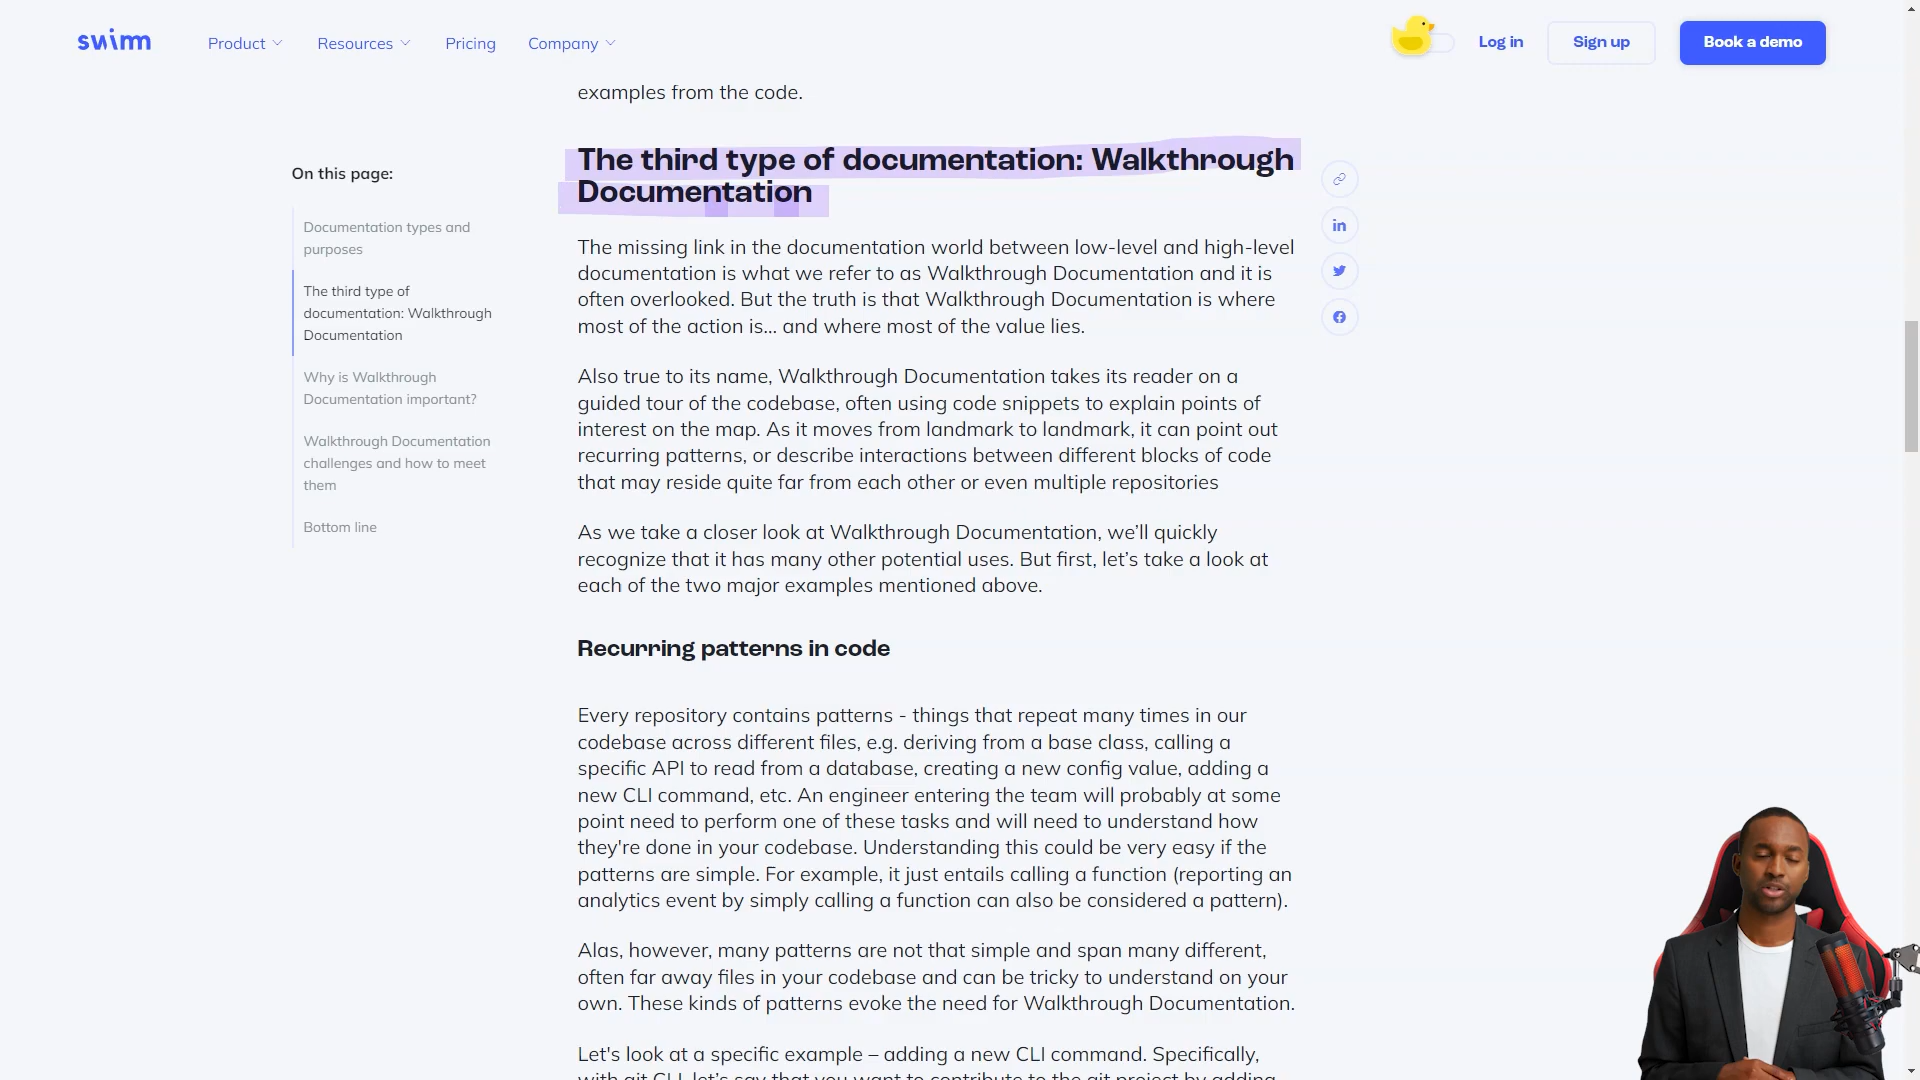 swimm
Product
Resources
Pricing
Company
Log in
Sign up
Book a demo
examples from the code.
On this page:
Documentation types and
purposes
The third type of
documentation: Walkthrough
Documentation
Why is Walkthrough
Documentation important?
Walkthrough Documentation
challenges and how to meet
them
Bottom line
The third type of documentation: Walkthrough
Documentation
The missing link in the documentation world between low-level and high-level
documentation is what we refer to as Walkthrough Documentation and it is
often overlooked. But the truth is that Walkthrough Documentation is where
most of the action is... and where most of the value lies.
Also true to its name, Walkthrough Documentation takes its reader on a
guided tour of the codebase, often using code snippets to explain points of
interest on the map. As it moves from landmark to landmark, it can point out
recurring patterns, or describe interactions between different blocks of code
that may reside quite far from each other or even multiple repositories
As we take a closer look at Walkthrough Documentation, we’ll quickly
recognize that it has many other potential uses. But first, let’s take a look at
each of the two major examples mentioned above.
Recurring patterns in code
Every repository contains patterns - things that repeat many times in our
codebase across different files, e.g. deriving from a base class, calling a
specific API to read from a database, creating a new config value, adding a
new CLI command, etc. An engineer entering the team will probably at some
point need to perform one of these tasks and will need to understand how
they're done in your codebase. Understanding this could be very easy if the
patterns are simple. For example, it just entails calling a function (reporting an
analytics event by simply calling a function can also be considered a pattern).
Alas, however, many patterns are not that simple and span many different,
often far away files in your codebase and can be tricky to understand on your
own. These kinds of patterns evoke the need for Walkthrough Documentation.
Let's look at a specific example – adding a new CLI command. Specifically,
with git CLI, let’s say that you want to contribute to the git project by adding